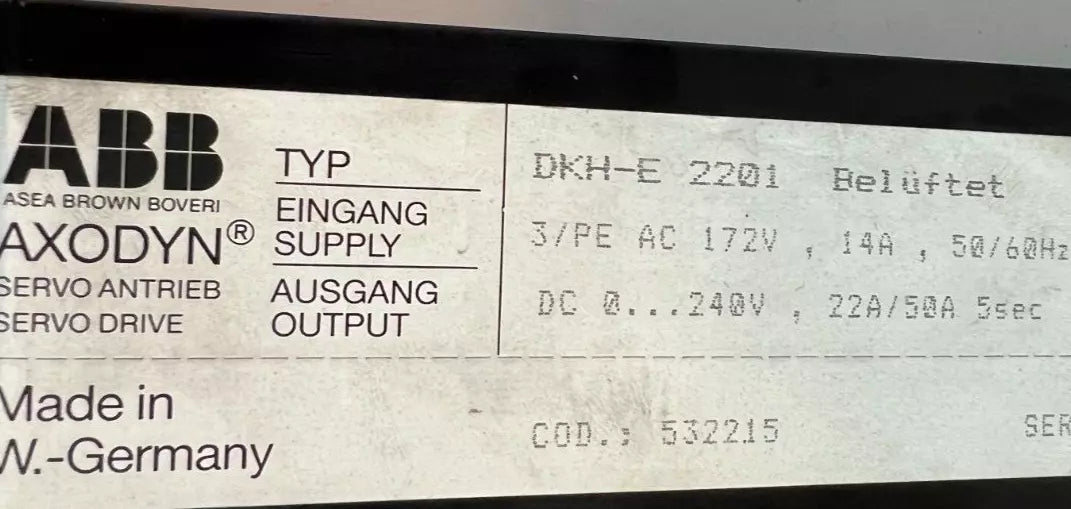 ABB
ASEA BROWN BOVERI
AXODYN®
SERVO ANTRIEB
SERVO DRIVE
TYP DKH-E 2201 Belüftet
EINGANG
SUPPLY 3/PE AC 172V , 14A , 50/60Hz
AUSGANG
OUTPUT DC 0...240V , 22A/50A 5sec
Made in
W.-Germany
COD.: 532215 SER